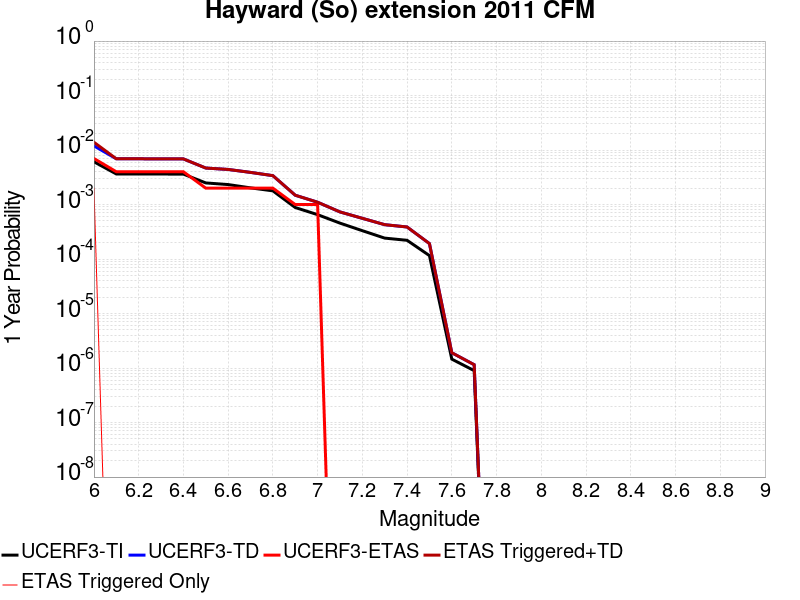 Hayward (So) extension 2011 CFM
10^0
10^-1
10^-2
10^-3
10^-4
10^-5
10^-6
10^-7
10^-8
1 Year Probability
6 6.2 6.4 6.6 6.8 7 7.2 7.4 7.6 7.8 8 8.2 8.4 8.6 8.8 9
Magnitude
UCERF3-TI UCERF3-TD UCERF3-ETAS ETAS Triggered+TD
ETAS Triggered Only